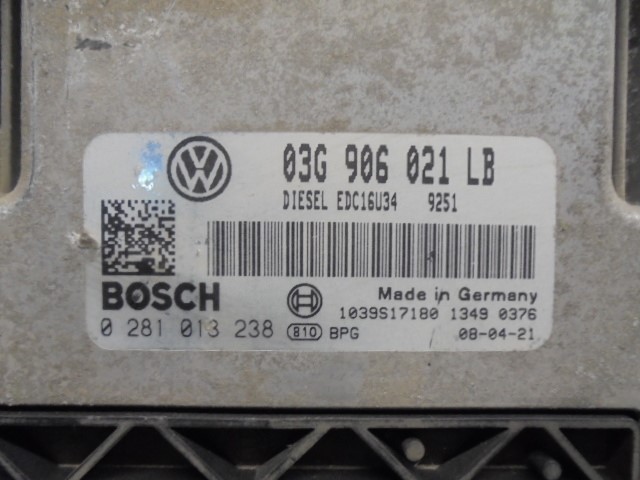 03G 906 021 LB
DIESEL EDC16U34 9251
BOSCH
Made in Germany
1039S17180 1349 0376
0 281 013 238 810 BPG 08-04-21